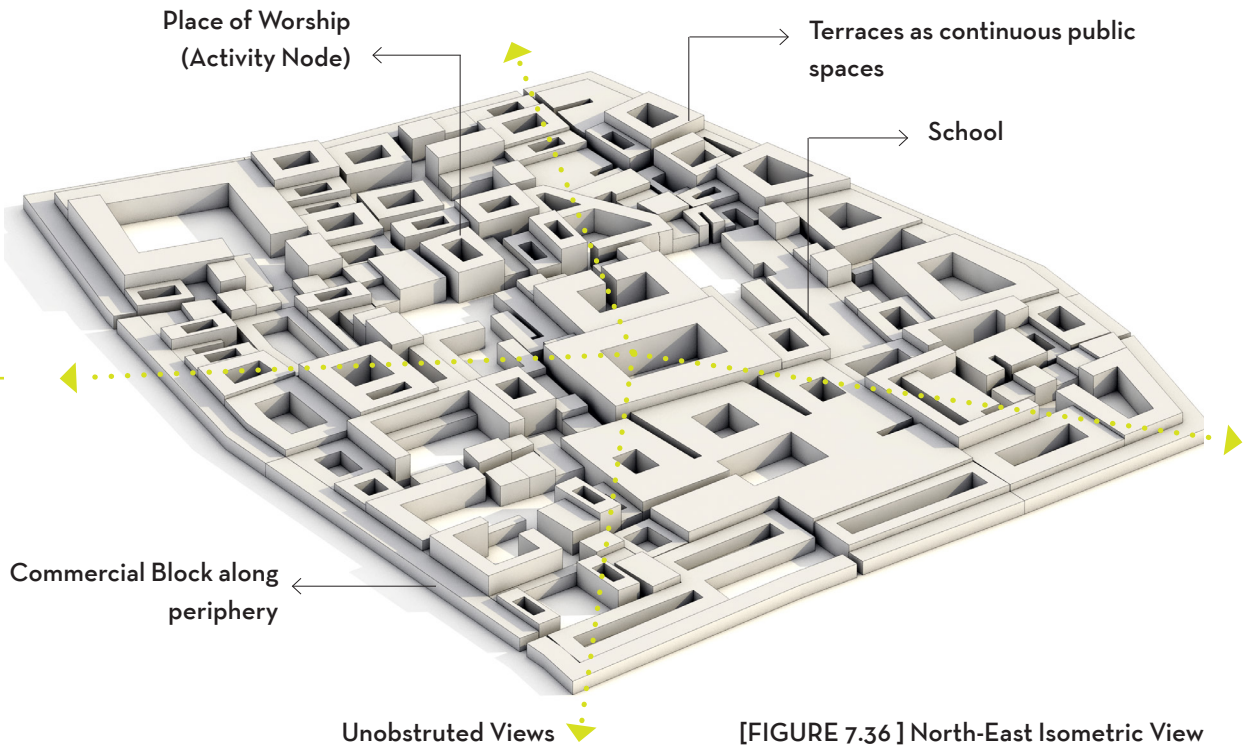 Place of Worship
(Activity Node)
Terraces as continuous public
spaces
School
Commercial Block along
periphery
Unobstruted Views
[FIGURE 7.36 ] North-East Isometric View